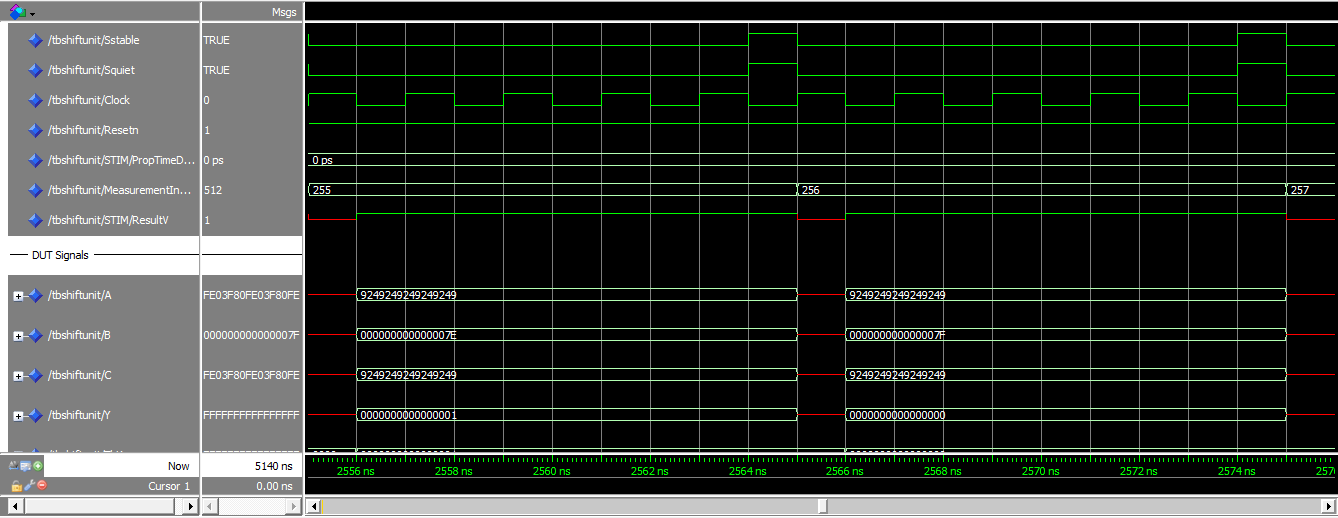 Msgs
/tbshiftunit/Sstable TRUE
/tbshiftunit/Squiet TRUE
/tbshiftunit/Clock 0
/tbshiftunit/Resetn 1
/tbshiftunit/STIM/PropTimeD... 0 ps 0 ps
/tbshiftunit/MeasurementIn... 512 255 256 257
/tbshiftunit/STIM/ResultV 1
DUT Signals
/tbshiftunit/A FE03F80FE03F80FE 9249249249249249 9249249249249249
/tbshiftunit/B 000000000000007F 000000000000007E 000000000000007F
/tbshiftunit/C FE03F80FE03F80FE 9249249249249249 9249249249249249
/tbshiftunit/Y FFFFFFFFFFFFFFFF 0000000000000001 0000000000000000
Now 5140 ns 2556 ns 2558 ns 2560 ns 2562 ns 2564 ns 2566 ns 2568 ns 2570 ns 2572 ns 2574 ns
Cursor 1 0.00 ns